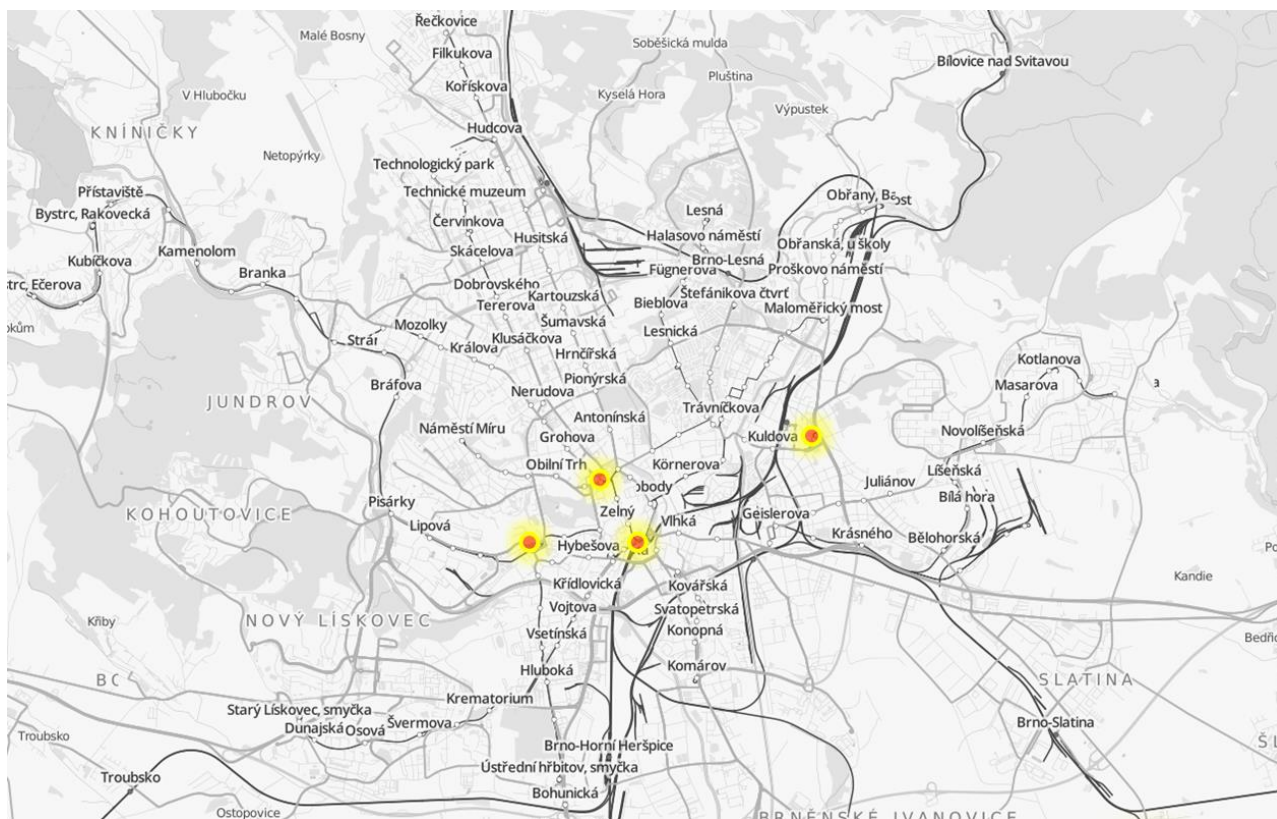 Řečkovice
Malé Bosny
Soběšická mulda
Filkukova
Bílovice nad Svitavou
Pluština
Kořískova
V Hlubočku
Kyselá Hora
Výpustek
KNÍNIČKY
Hudcova
Netopýrky
Technologický park
Přístaviště
Technické muzeum
Obřany,
Bystrc, Rakovecká
Lesná
Červinkova
Husitská
Halasovo náměstí
Obřanská, u školy
Kamenolom
Skácelova
Kubíčkova
Brno-Lesná
Branka
Fügnerova
Proškovo náměstí
Ečerova
Dobrovského
Kartouzská
Štefánikova čtvrť
Tererova
Bieblova
Maloměřický most
Mozolky
Šumavská
Lesnická
Klusáčkova
Králova
Hrnčířská
Kotlanova
Pionýrská
Bráfova
Masarova
Nerudova
JUNDROV
Trávníčkova
Antonínská
Náměstí Míru
Novolíšeňská
Grohova
Kuldova
Obilní Trh
Körnerova
Líšeňská
Juliánov
Pisárky
Bílá hora
Zelný
KOHOUTOVICE
Lipová
Vlhká
Geislerova
Krásného
Bělohorská
Hybešova
Křídlovická
Kovářská
Kandie
Vojtova
Svatopetrská
Křiby
NOVÝ LÍSKOVEC
Vsetínská
Konopná
Hluboká
Komárov
SLATINA
Krematorium
Starý Lískovec, smyčka
Švermova
Brno-Slatina
Dunajská
Osová
Troubsko
Brno-Horní Heršpice
Ústřední hřbitov, smyčka
Troubsko
Bohunická
Ostopovice
BRNĚNSKÉ IVANOVICE